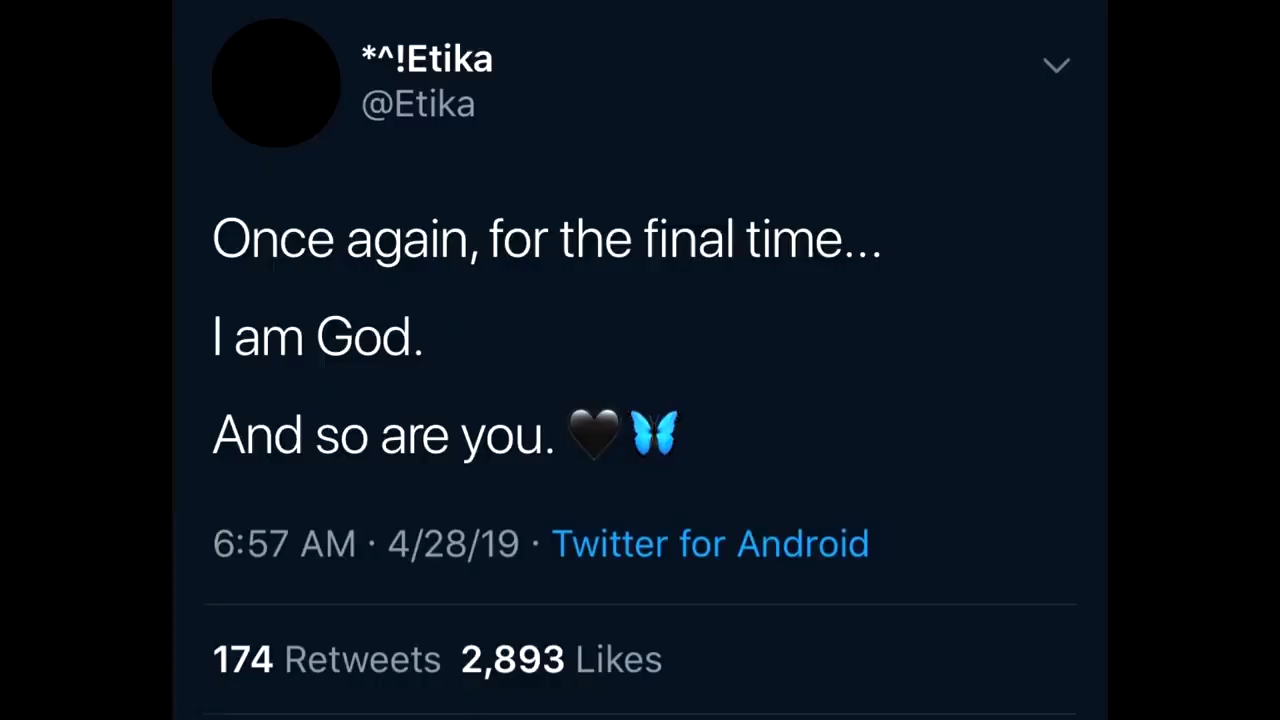 *^!Etika
@Etika
Once again, for the final time...
I am God.
And so are you. 🖤🦋
6:57 AM · 4/28/19 · Twitter for Android
174 Retweets 2,893 Likes